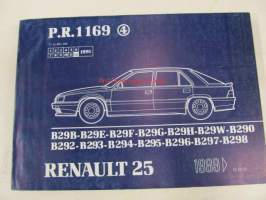 P.R.1169 4
B29B-B29E-B29F-B29G-B29H-B29W-B290
B292-B293-B294-B295-B296-B297-B298
RENAULT 25
1989